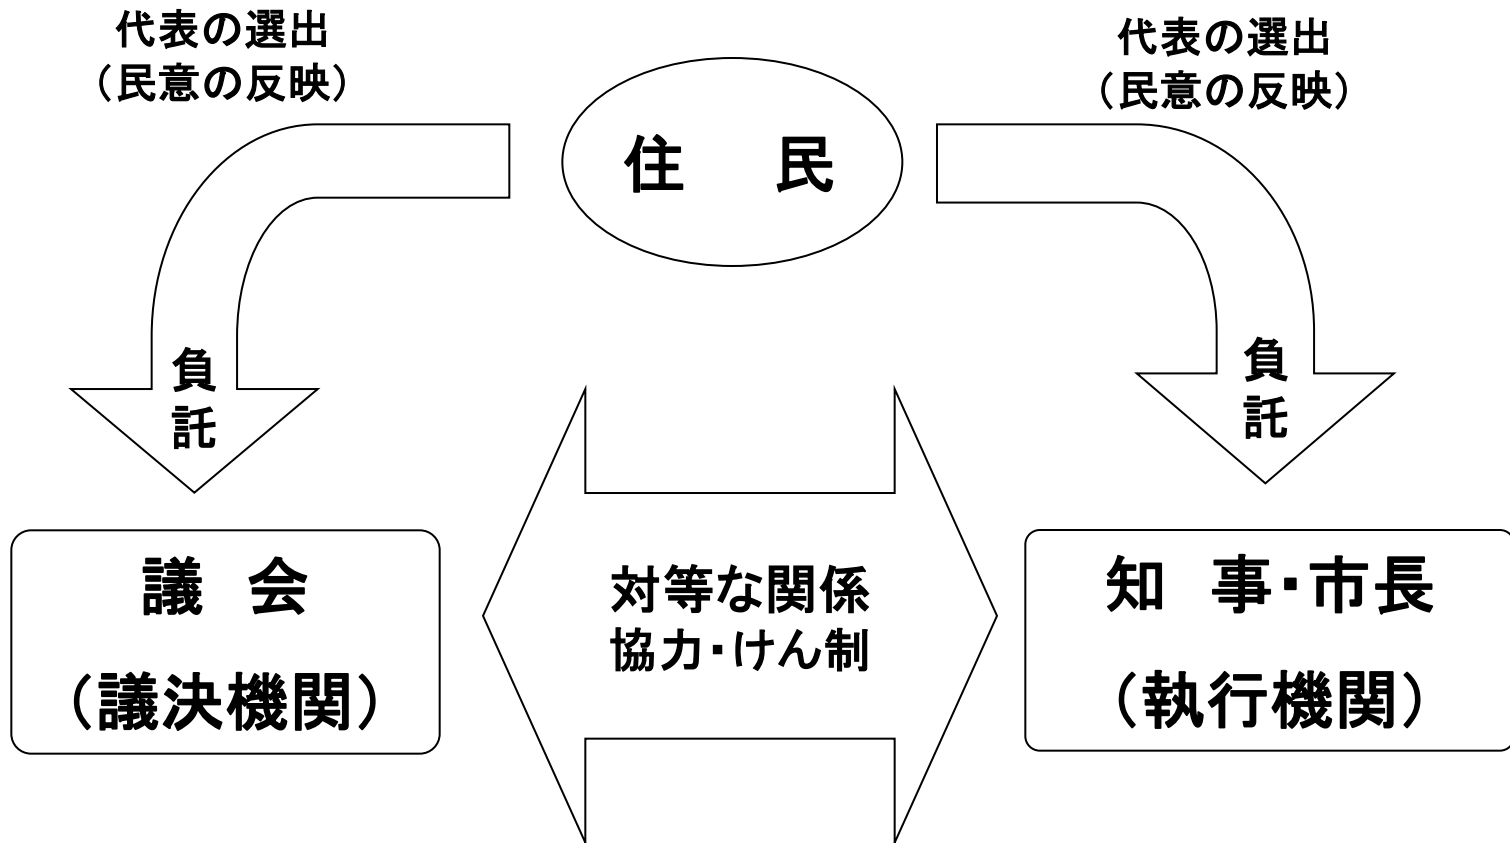 代表の選出
（民意の反映）
代表の選出
（民意の反映）
住　民
負
託
負
託
議　会
（議決機関）
対等な関係
協力・けん制
知　事・市長
（執行機関）